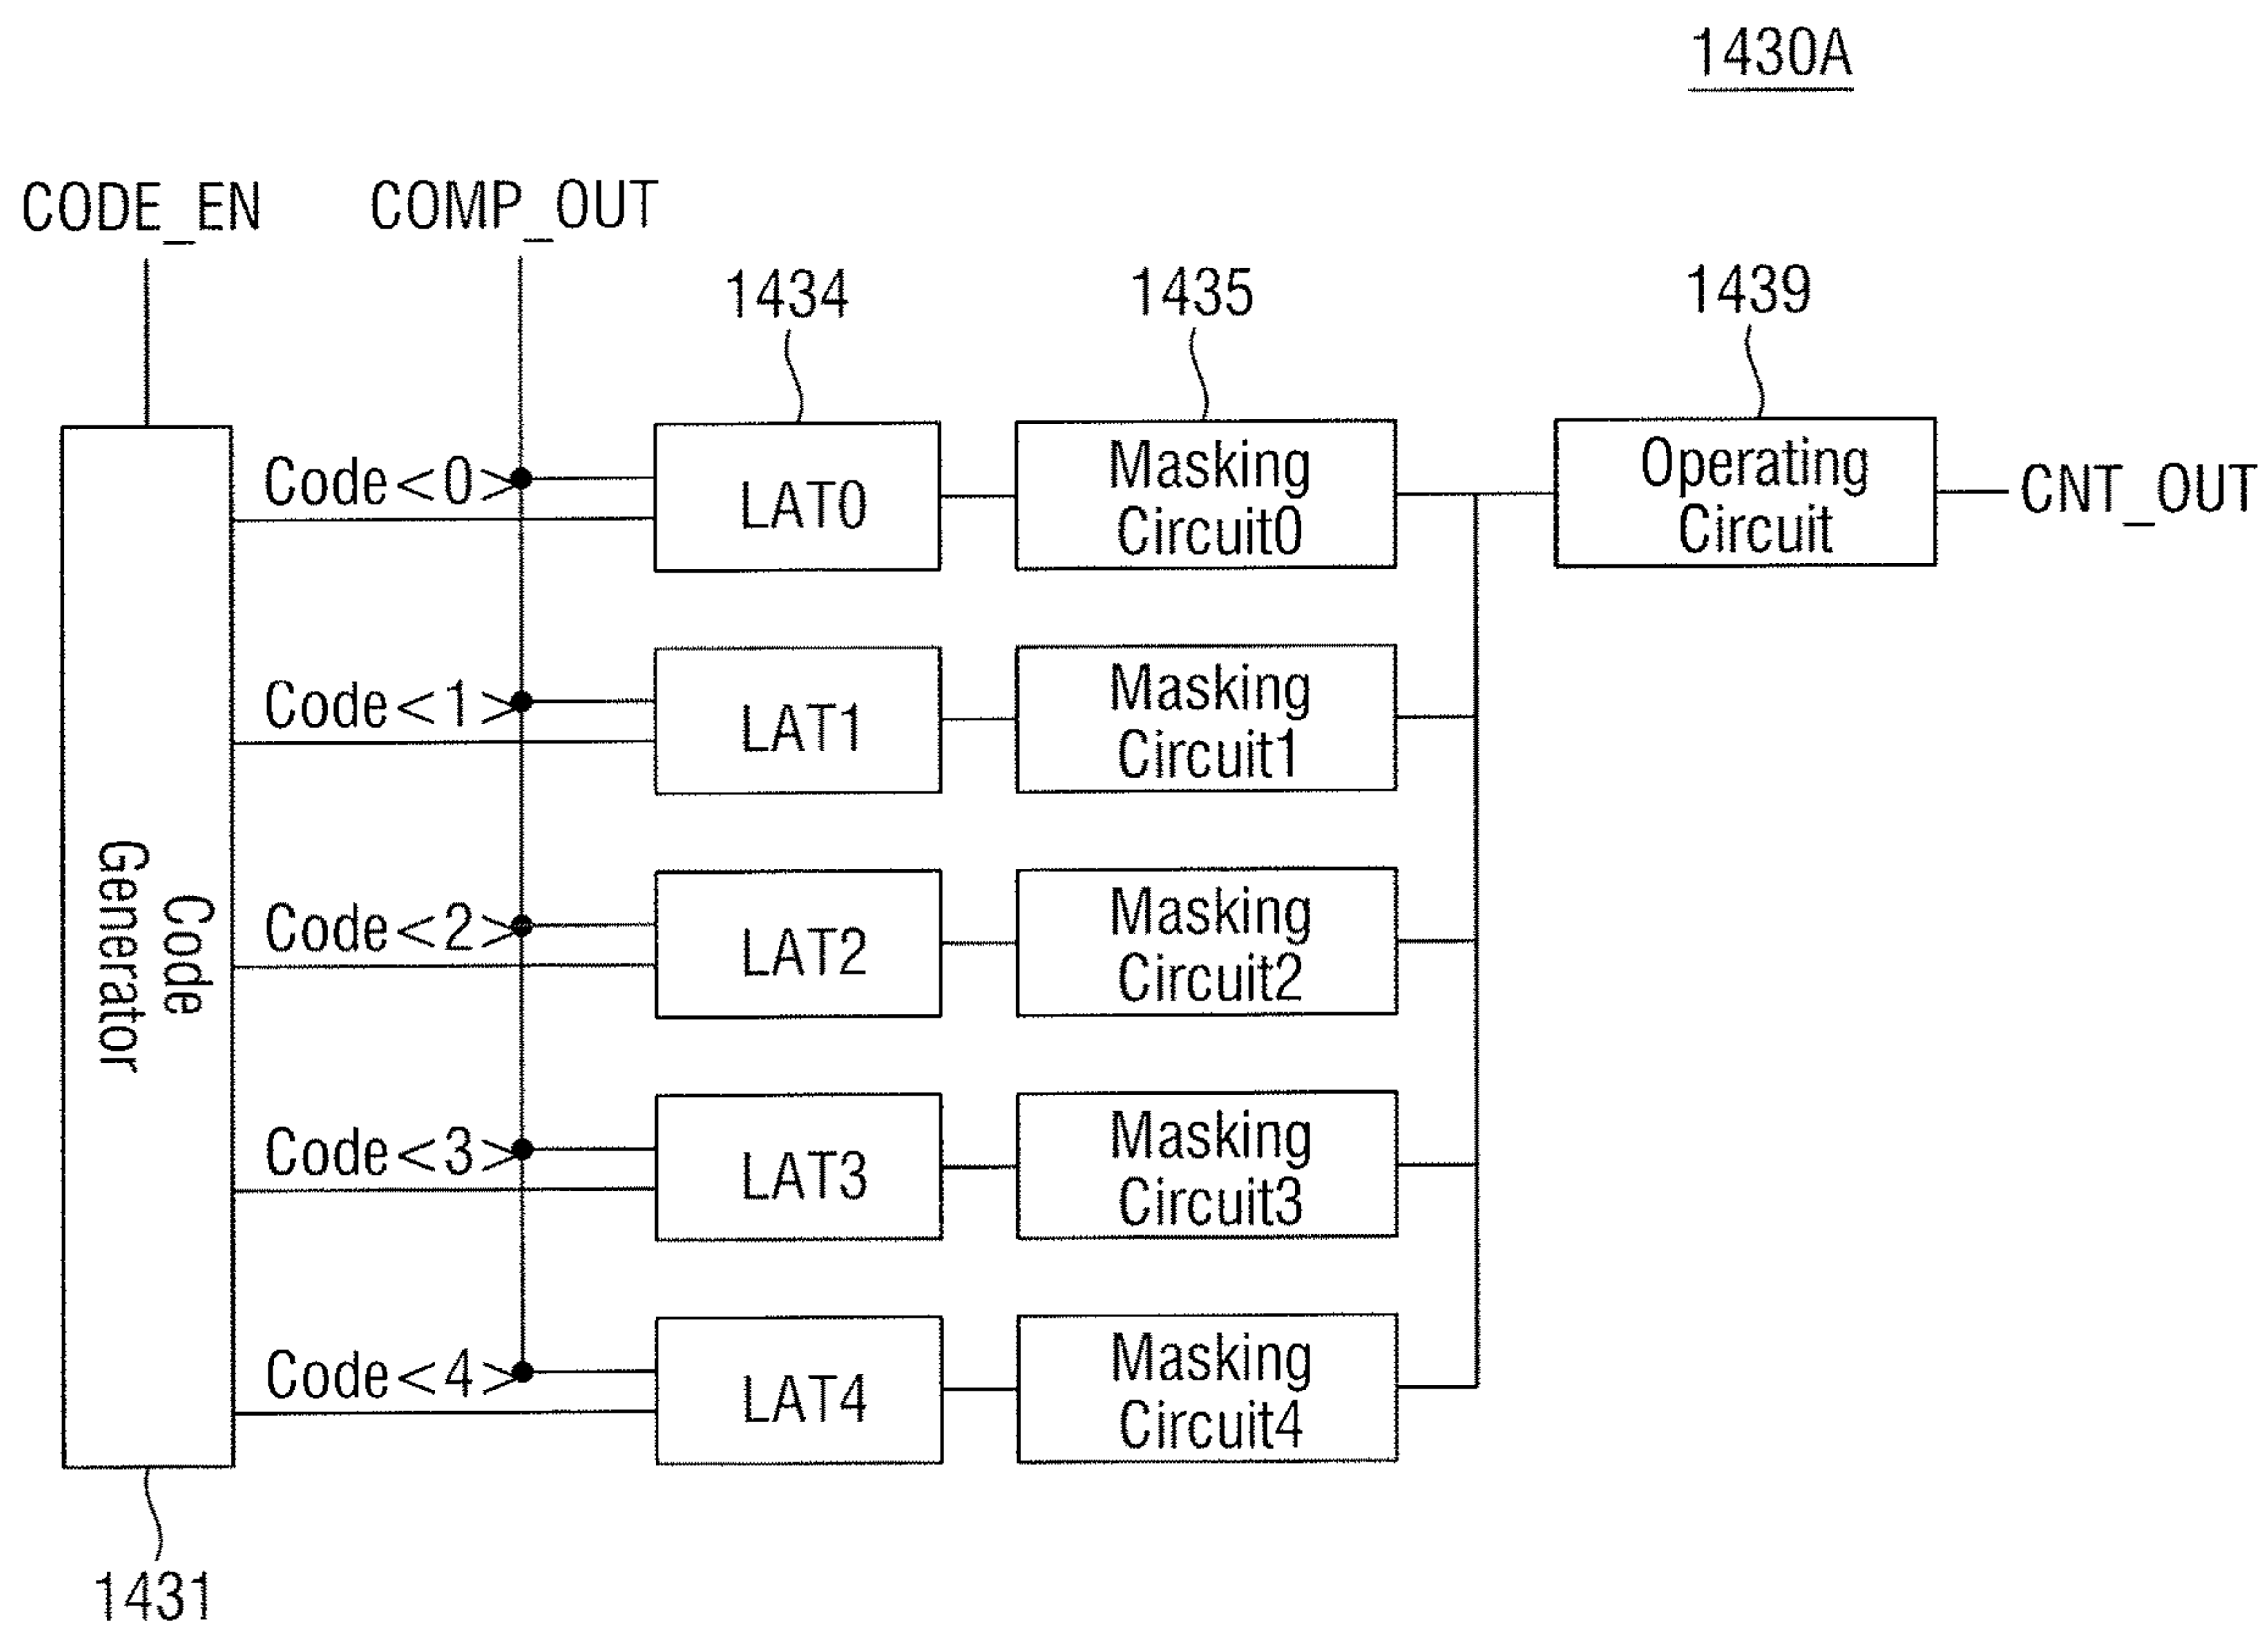 1430A
CODE_EN
COMP_OUT
1434
1435
1439
Code<0>
LAT0
Masking
Circuit0
Operating
Circuit
CNT_OUT
Code<1>
LAT1
Masking
Circuit1
Code
Generator
Code<2>
LAT2
Masking
Circuit2
Code<3>
LAT3
Masking
Circuit3
Code<4>
LAT4
Masking
Circuit4
1431